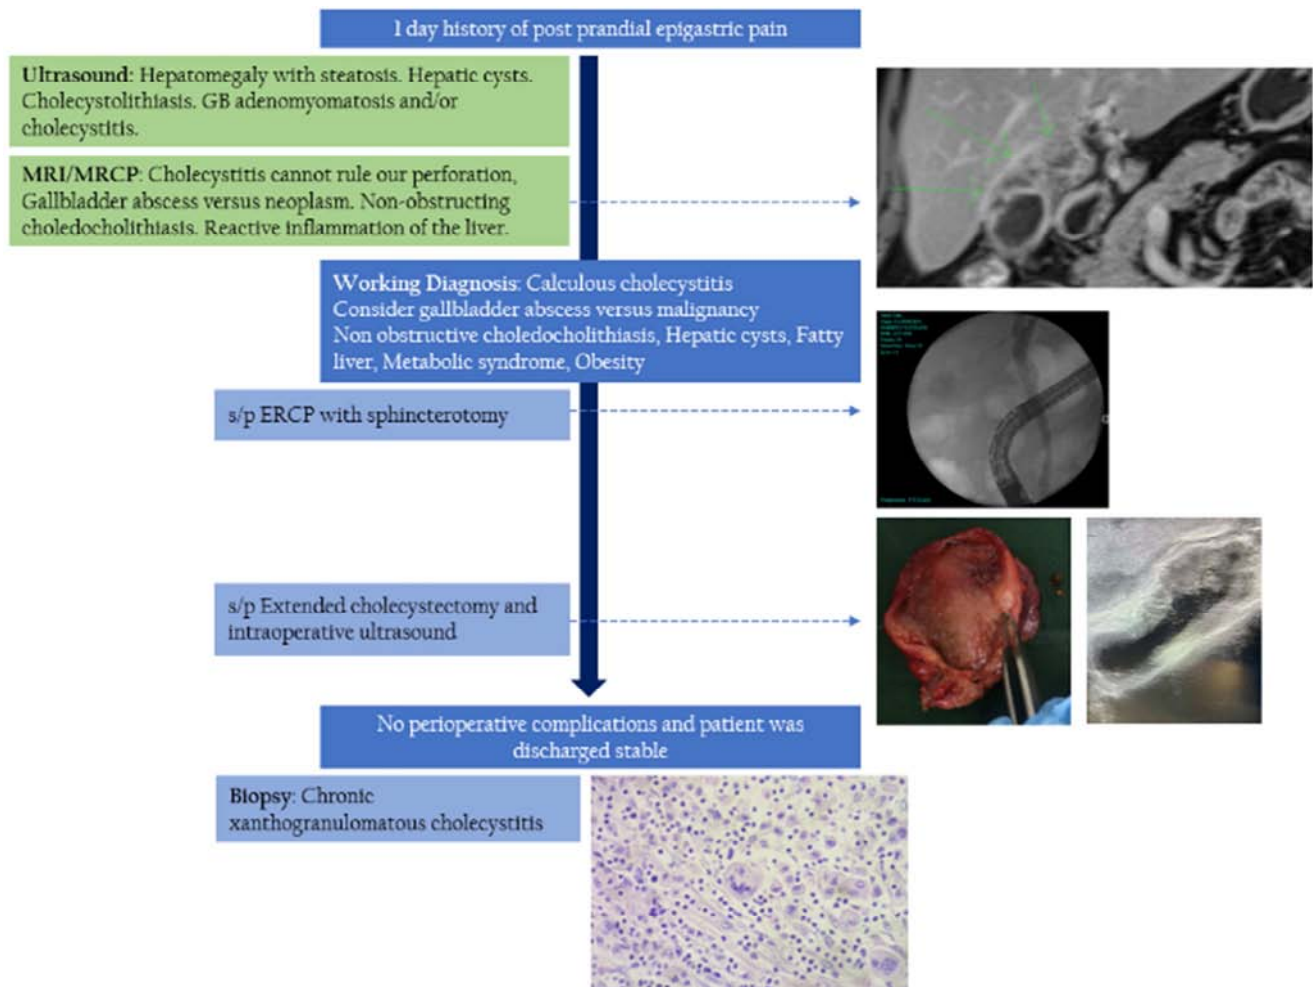 1 day history of post prandial epigastric pain
Ultrasound: Hepatomegaly with steatosis. Hepatic cysts.
Cholecystolithiasis. GB adenomyomatosis and/or
cholecystitis.
MRI/MRCP: Cholecystitis cannot rule our perforation,
Gallbladder abscess versus neoplasm. Non-obstructing
choledocholithiasis. Reactive inflammation of the liver.
Working Diagnosis: Calculous cholecystitis
Consider gallbladder abscess versus malignancy
Non obstructive choledocholithiasis, Hepatic cysts, Fatty
liver, Metabolic syndrome, Obesity
s/p ERCP with sphincterotomy
s/p Extended cholecystectomy and
intraoperative ultrasound
No perioperative complications and patient was
discharged stable
Biopsy: Chronic
xanthogranulomatous cholecystitis